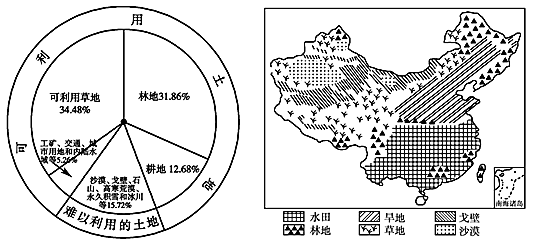 可利用土地
可利用草地
34.48%
林地31.86%
耕地 12.68%
工矿、交通、城
市用地和内陆水
域等5.26%
沙漠、戈壁、石
山、高寒荒漠、
永久积雪和冰川
等15.72%
难以利用的土地
南海诸岛
水田
旱地
戈壁
林地
草地
沙漠